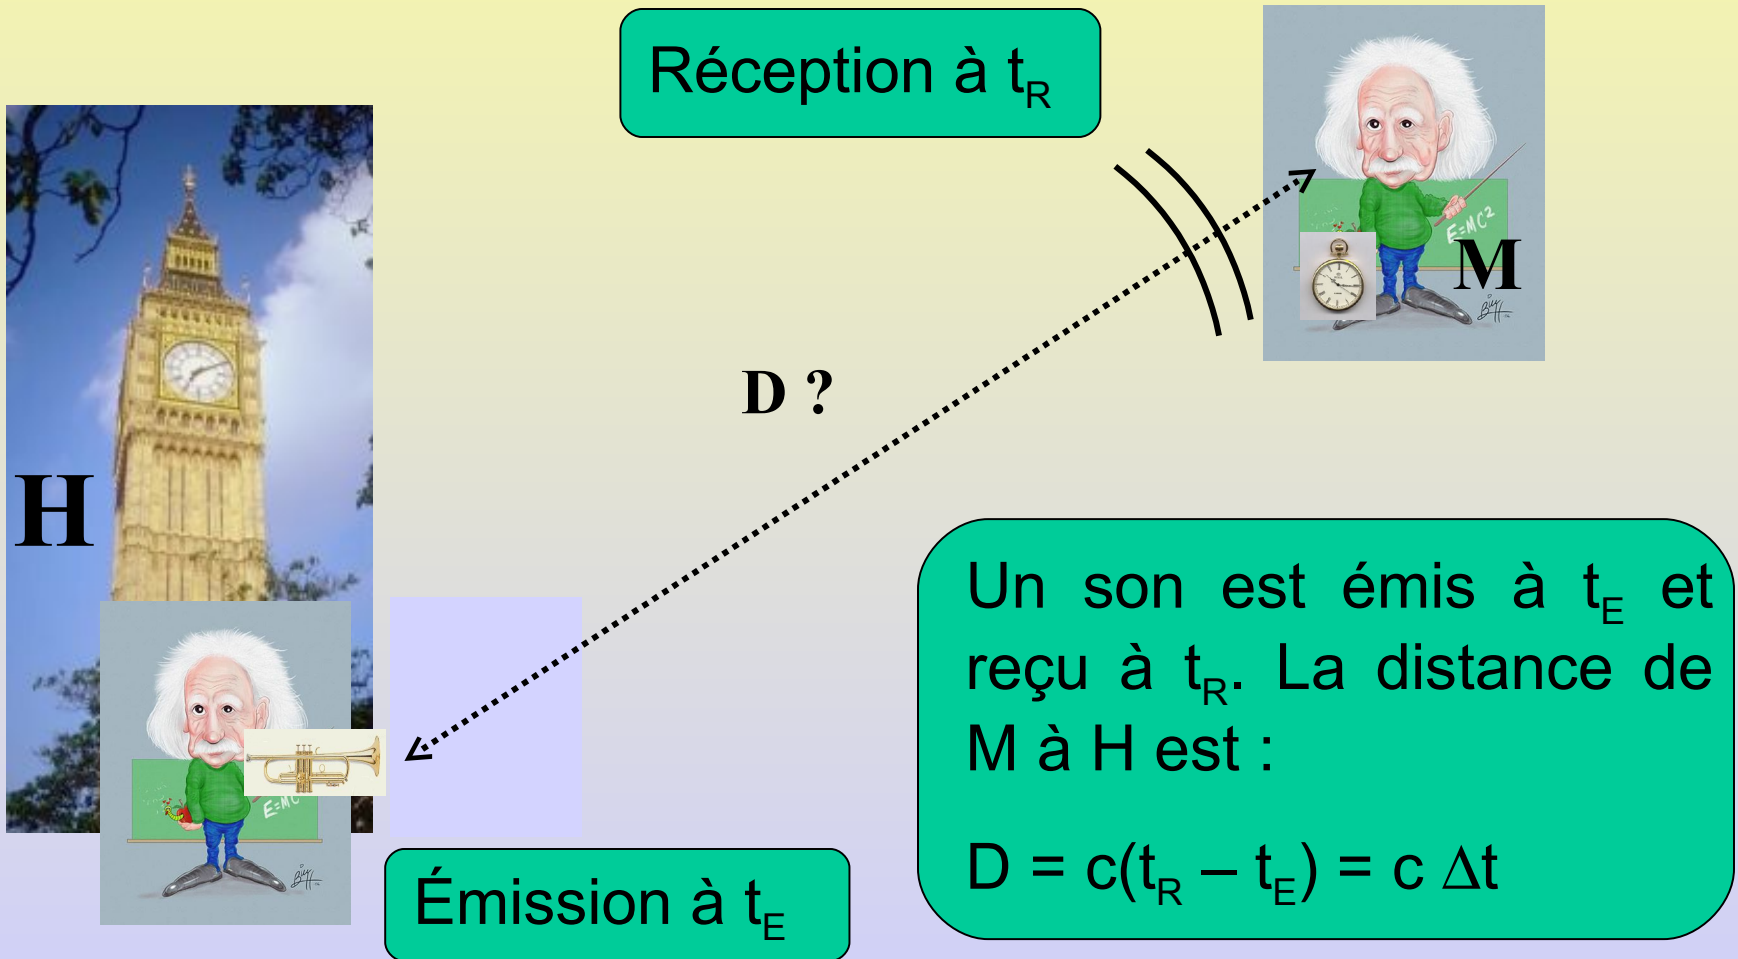 Réception à tR
E=MC2
M
D ?
H
Un son est émis à tE et
reçu à tR. La distance de
M à H est :
D = c(tR – tE) = c Δt
E=MC
Émission à tE